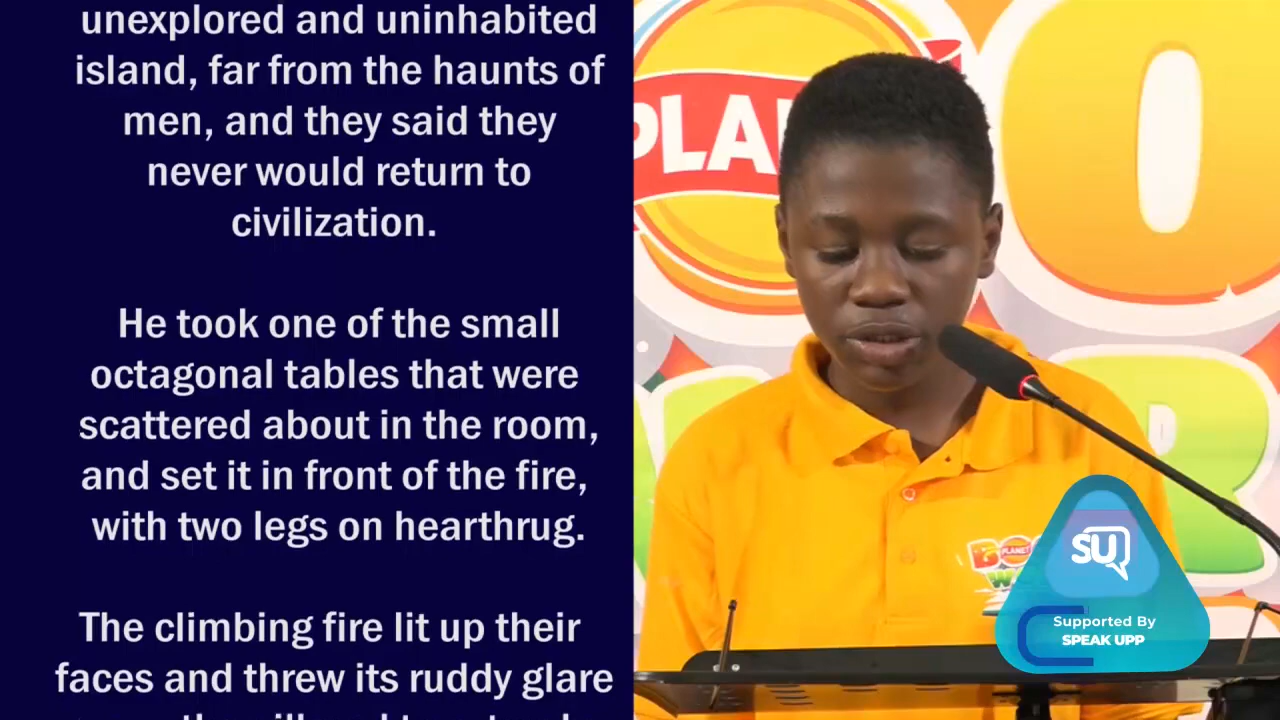 unexplored and uninhabited
island, far from the haunts of
men, and they said they
never would return to
civilization.
He took one of the small
octagonal tables that were
scattered about in the room,
and set it in front of the fire,
with two legs on hearthrug.
The climbing fire lit up their
faces and threw its ruddy glare
PLA
O
R
PLANET
SU
Supported By
SPEAK UPP